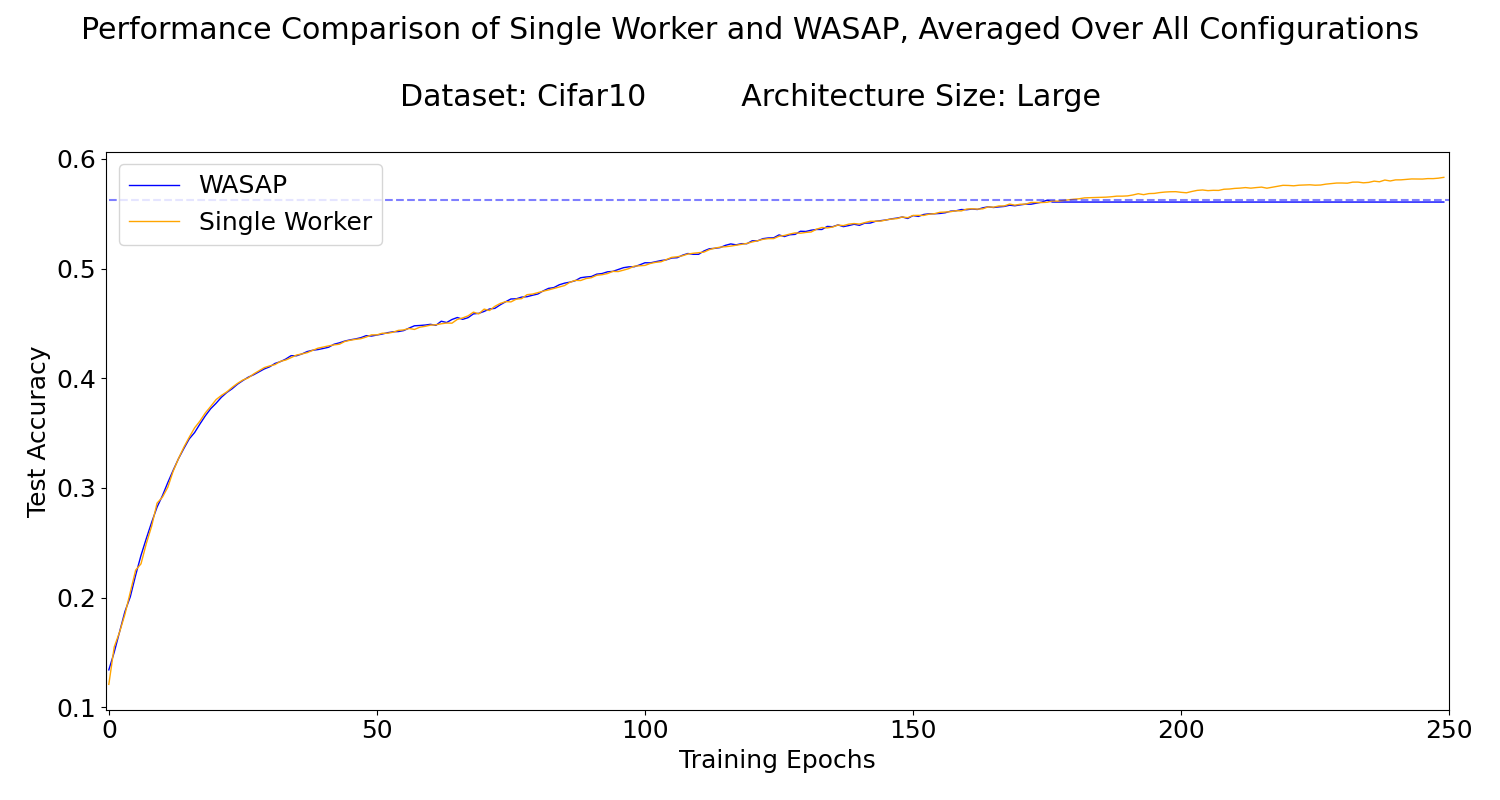 Performance Comparison of Single Worker and WASAP, Averaged Over All Configurations
Dataset: Cifar10 Architecture Size: Large
0.6
WASAP
Single Worker
0.5
0.4
Test Accuracy
0.3
0.2
0.1
0 50 100 150 200 250
Training Epochs